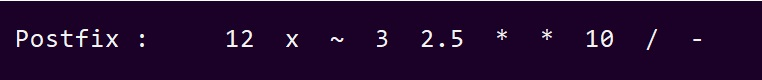 Postfix :     12  x  ~  3  2.5  *  *  10  /  -